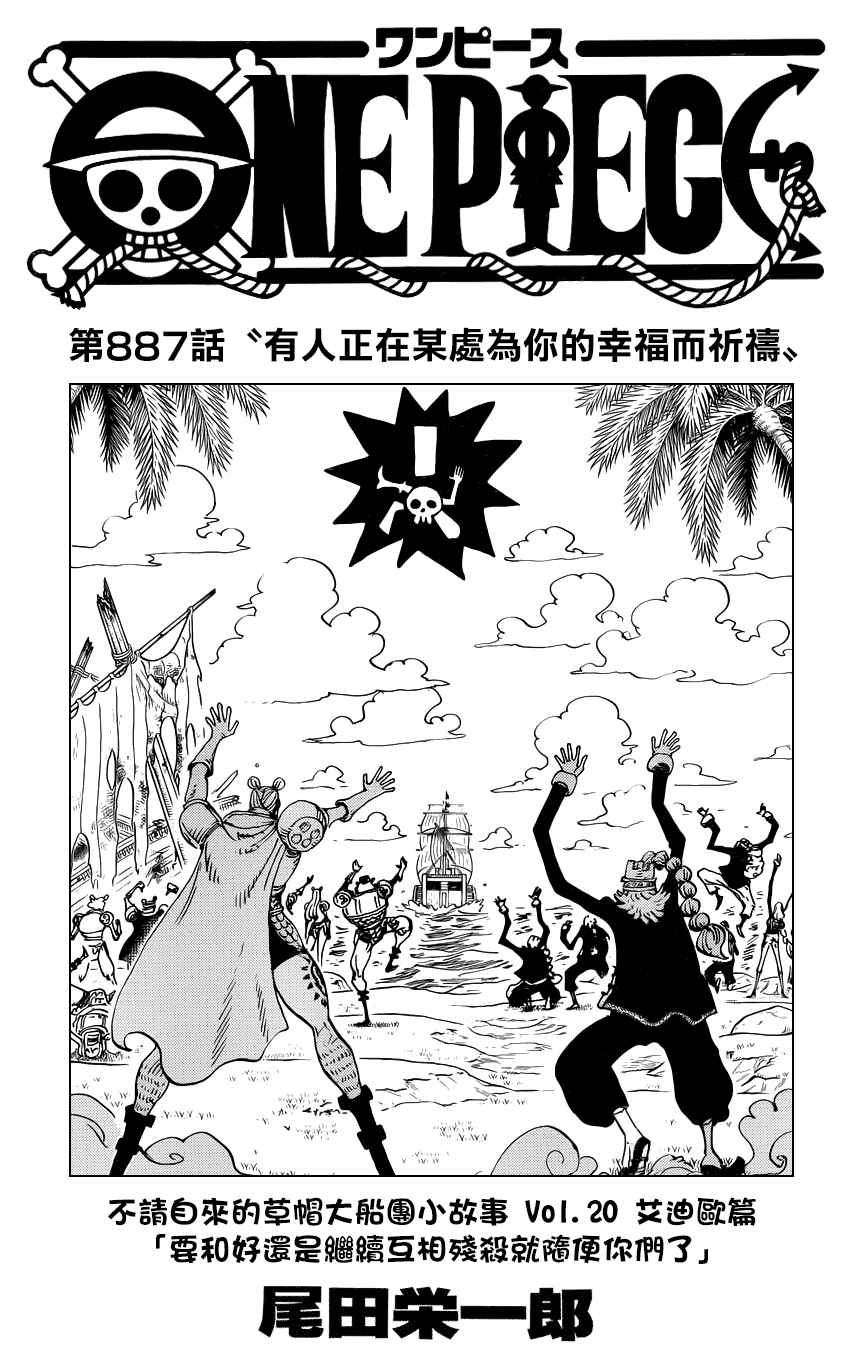 ワンピース
ONE PIECE
第887話〝有人正在某處為你的幸福而祈禱〟
不請自來的草帽大船團小故事 Vol.20 艾迪歐篇
「要和好還是繼續互相殘殺就隨便你們了」
尾田栄一郎